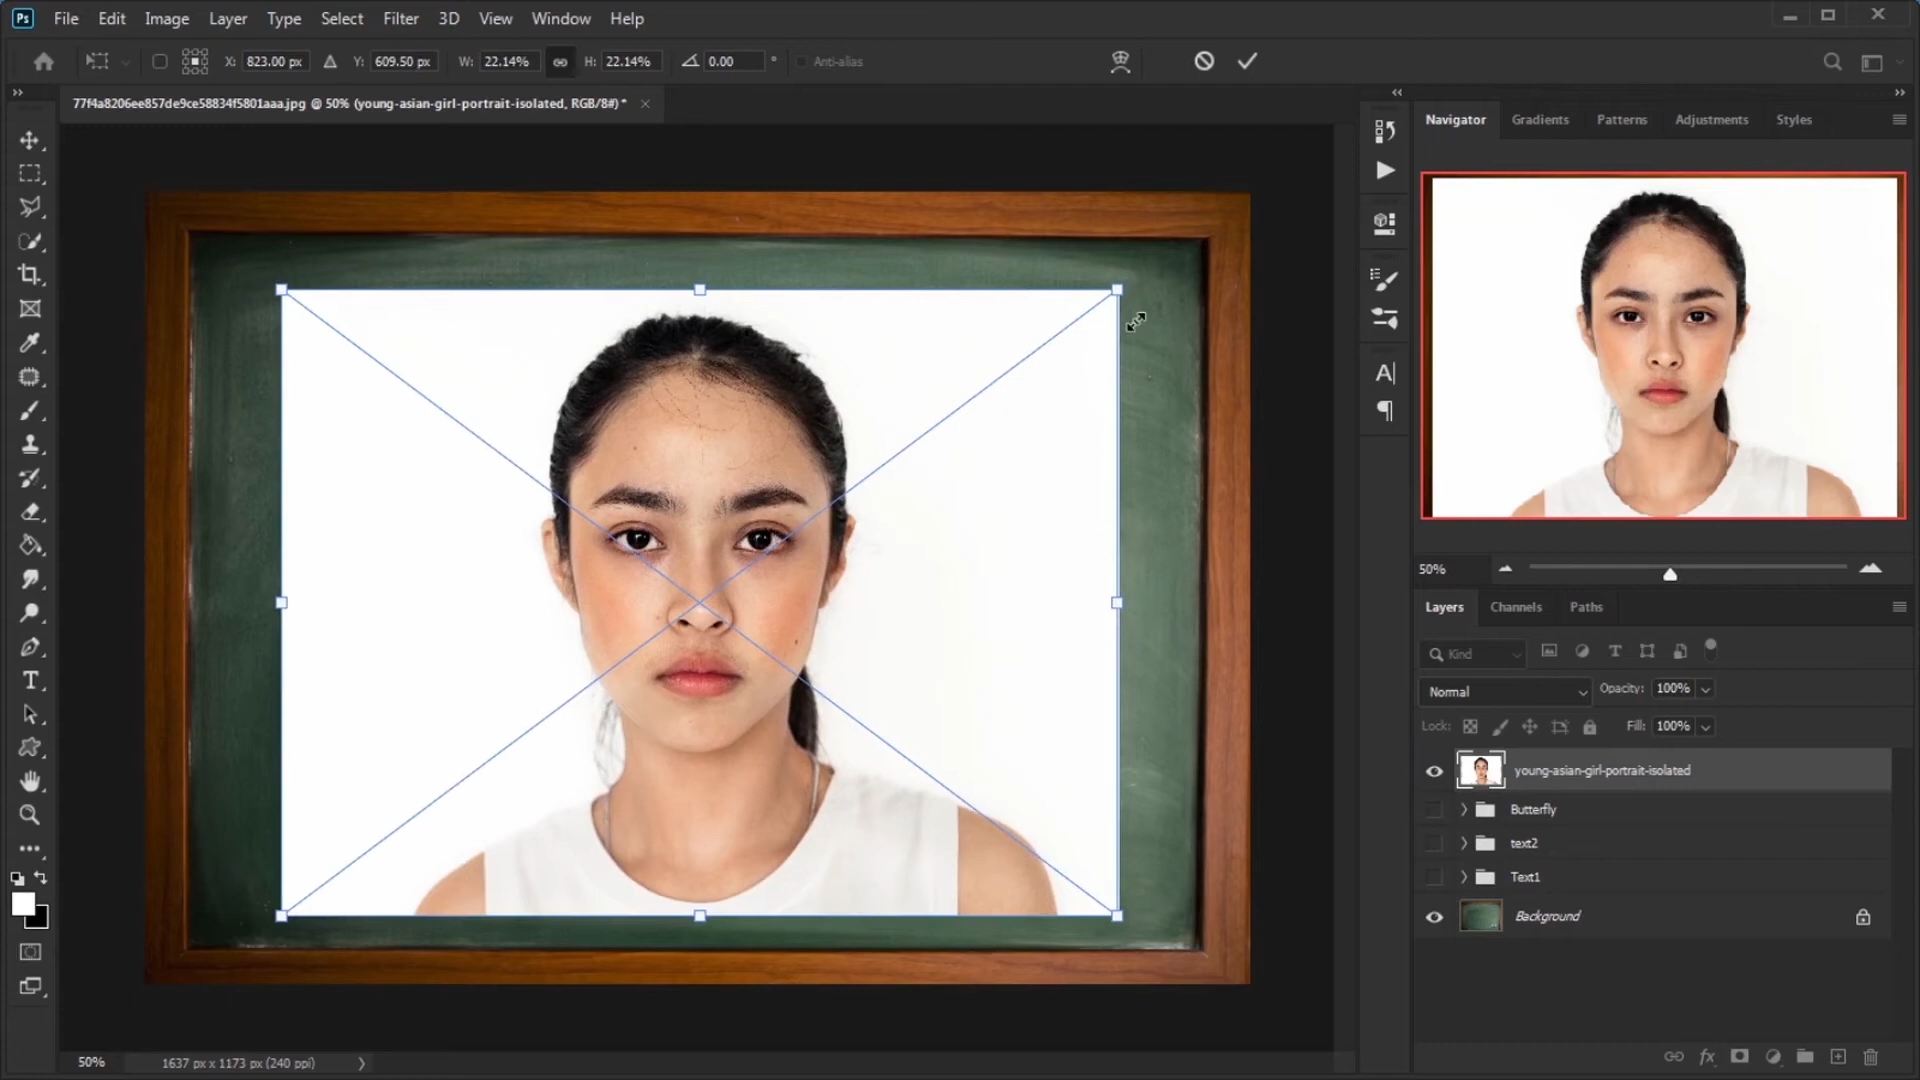 Ps File Edit Image Layer Type Select Filter 3D View Window Help
X: 823.00 px Y: 609.50 px W: 22.14% H: 22.14% 0.00 ° Anti-alias
77f4a8206ee857de9ce58834f5801aaa.jpg @ 50% (young-asian-girl-portrait-isolated, RGB/8#) *
Navigator Gradients Patterns Adjustments Styles
50%
Layers Channels Paths
Kind
Normal Opacity: 100%
Lock: Fill: 100%
young-asian-girl-portrait-isolated
Butterfly
text2
Text1
Background
50% 1637 px x 1173 px (240 ppi)